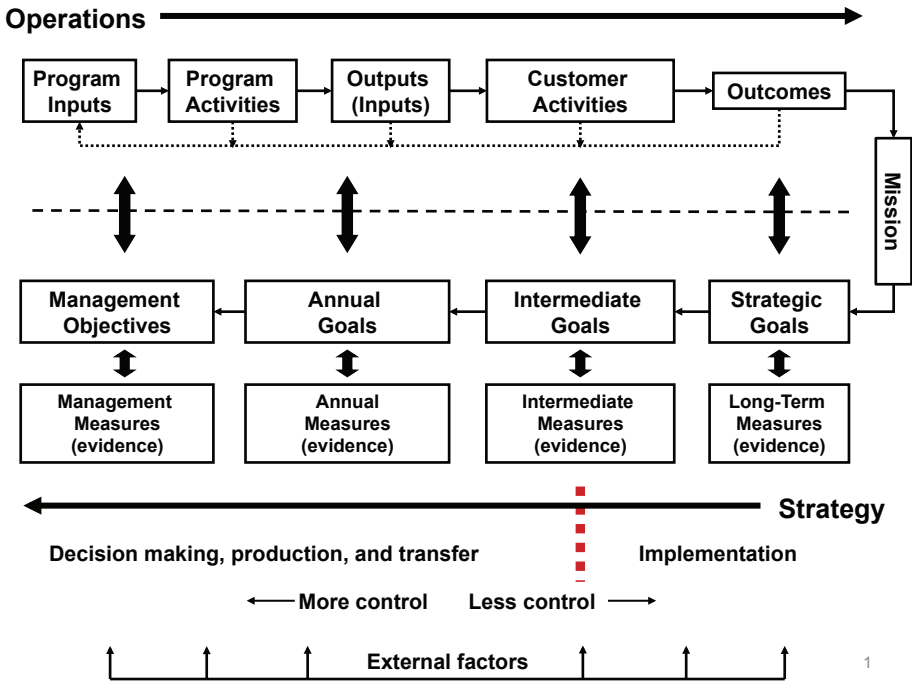 Operations
Program
Inputs
Program
Activities
Outputs
(Inputs)
Customer
Activities
Outcomes
Mission
Management
Objectives
Annual
Goals
Intermediate
Goals
Strategic
Goals
Management
Measures
(evidence)
Annual
Measures
(evidence)
Intermediate
Measures
(evidence)
Long-Term
Measures
(evidence)
Strategy
Decision making, production, and transfer
Implementation
More control
Less control
External factors
1